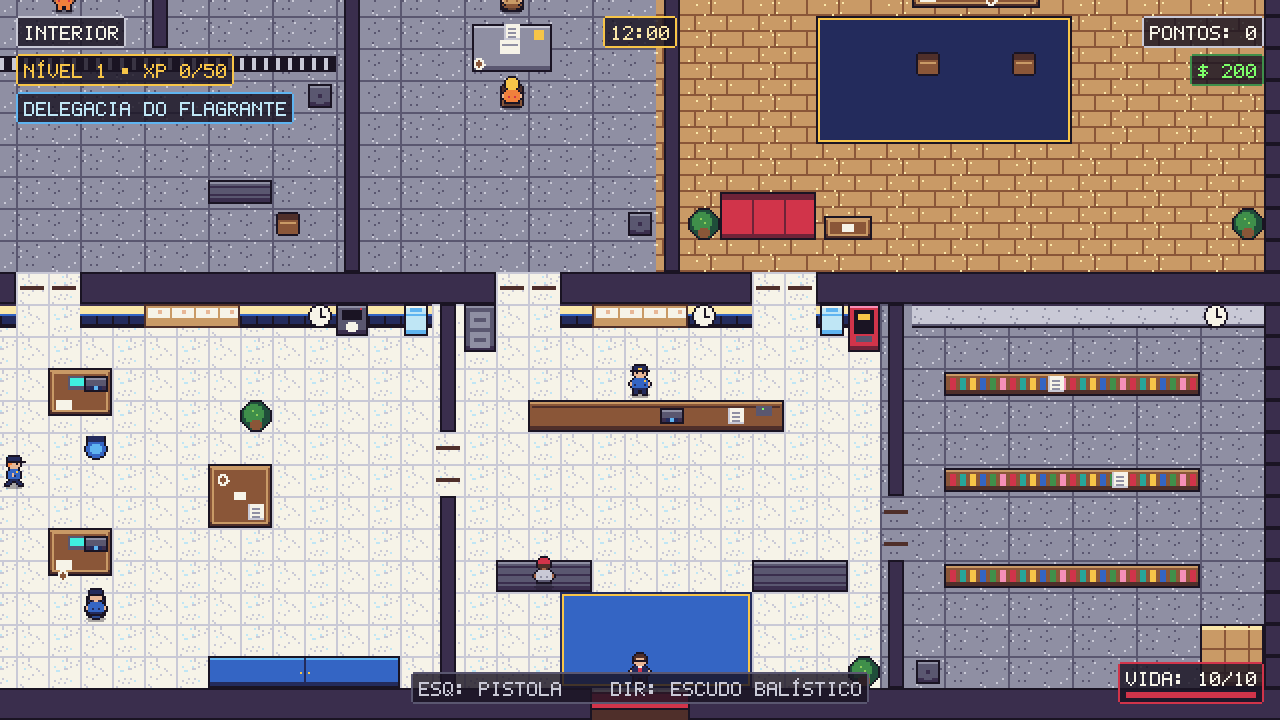 INTERIOR
12:00
PONTOS: 0
NÍVEL 1 ▪ XP 0/50
$ 200
DELEGACIA DO FLAGRANTE
ESQ: PISTOLA DIR: ESCUDO BALÍSTICO
VIDA: 10/10